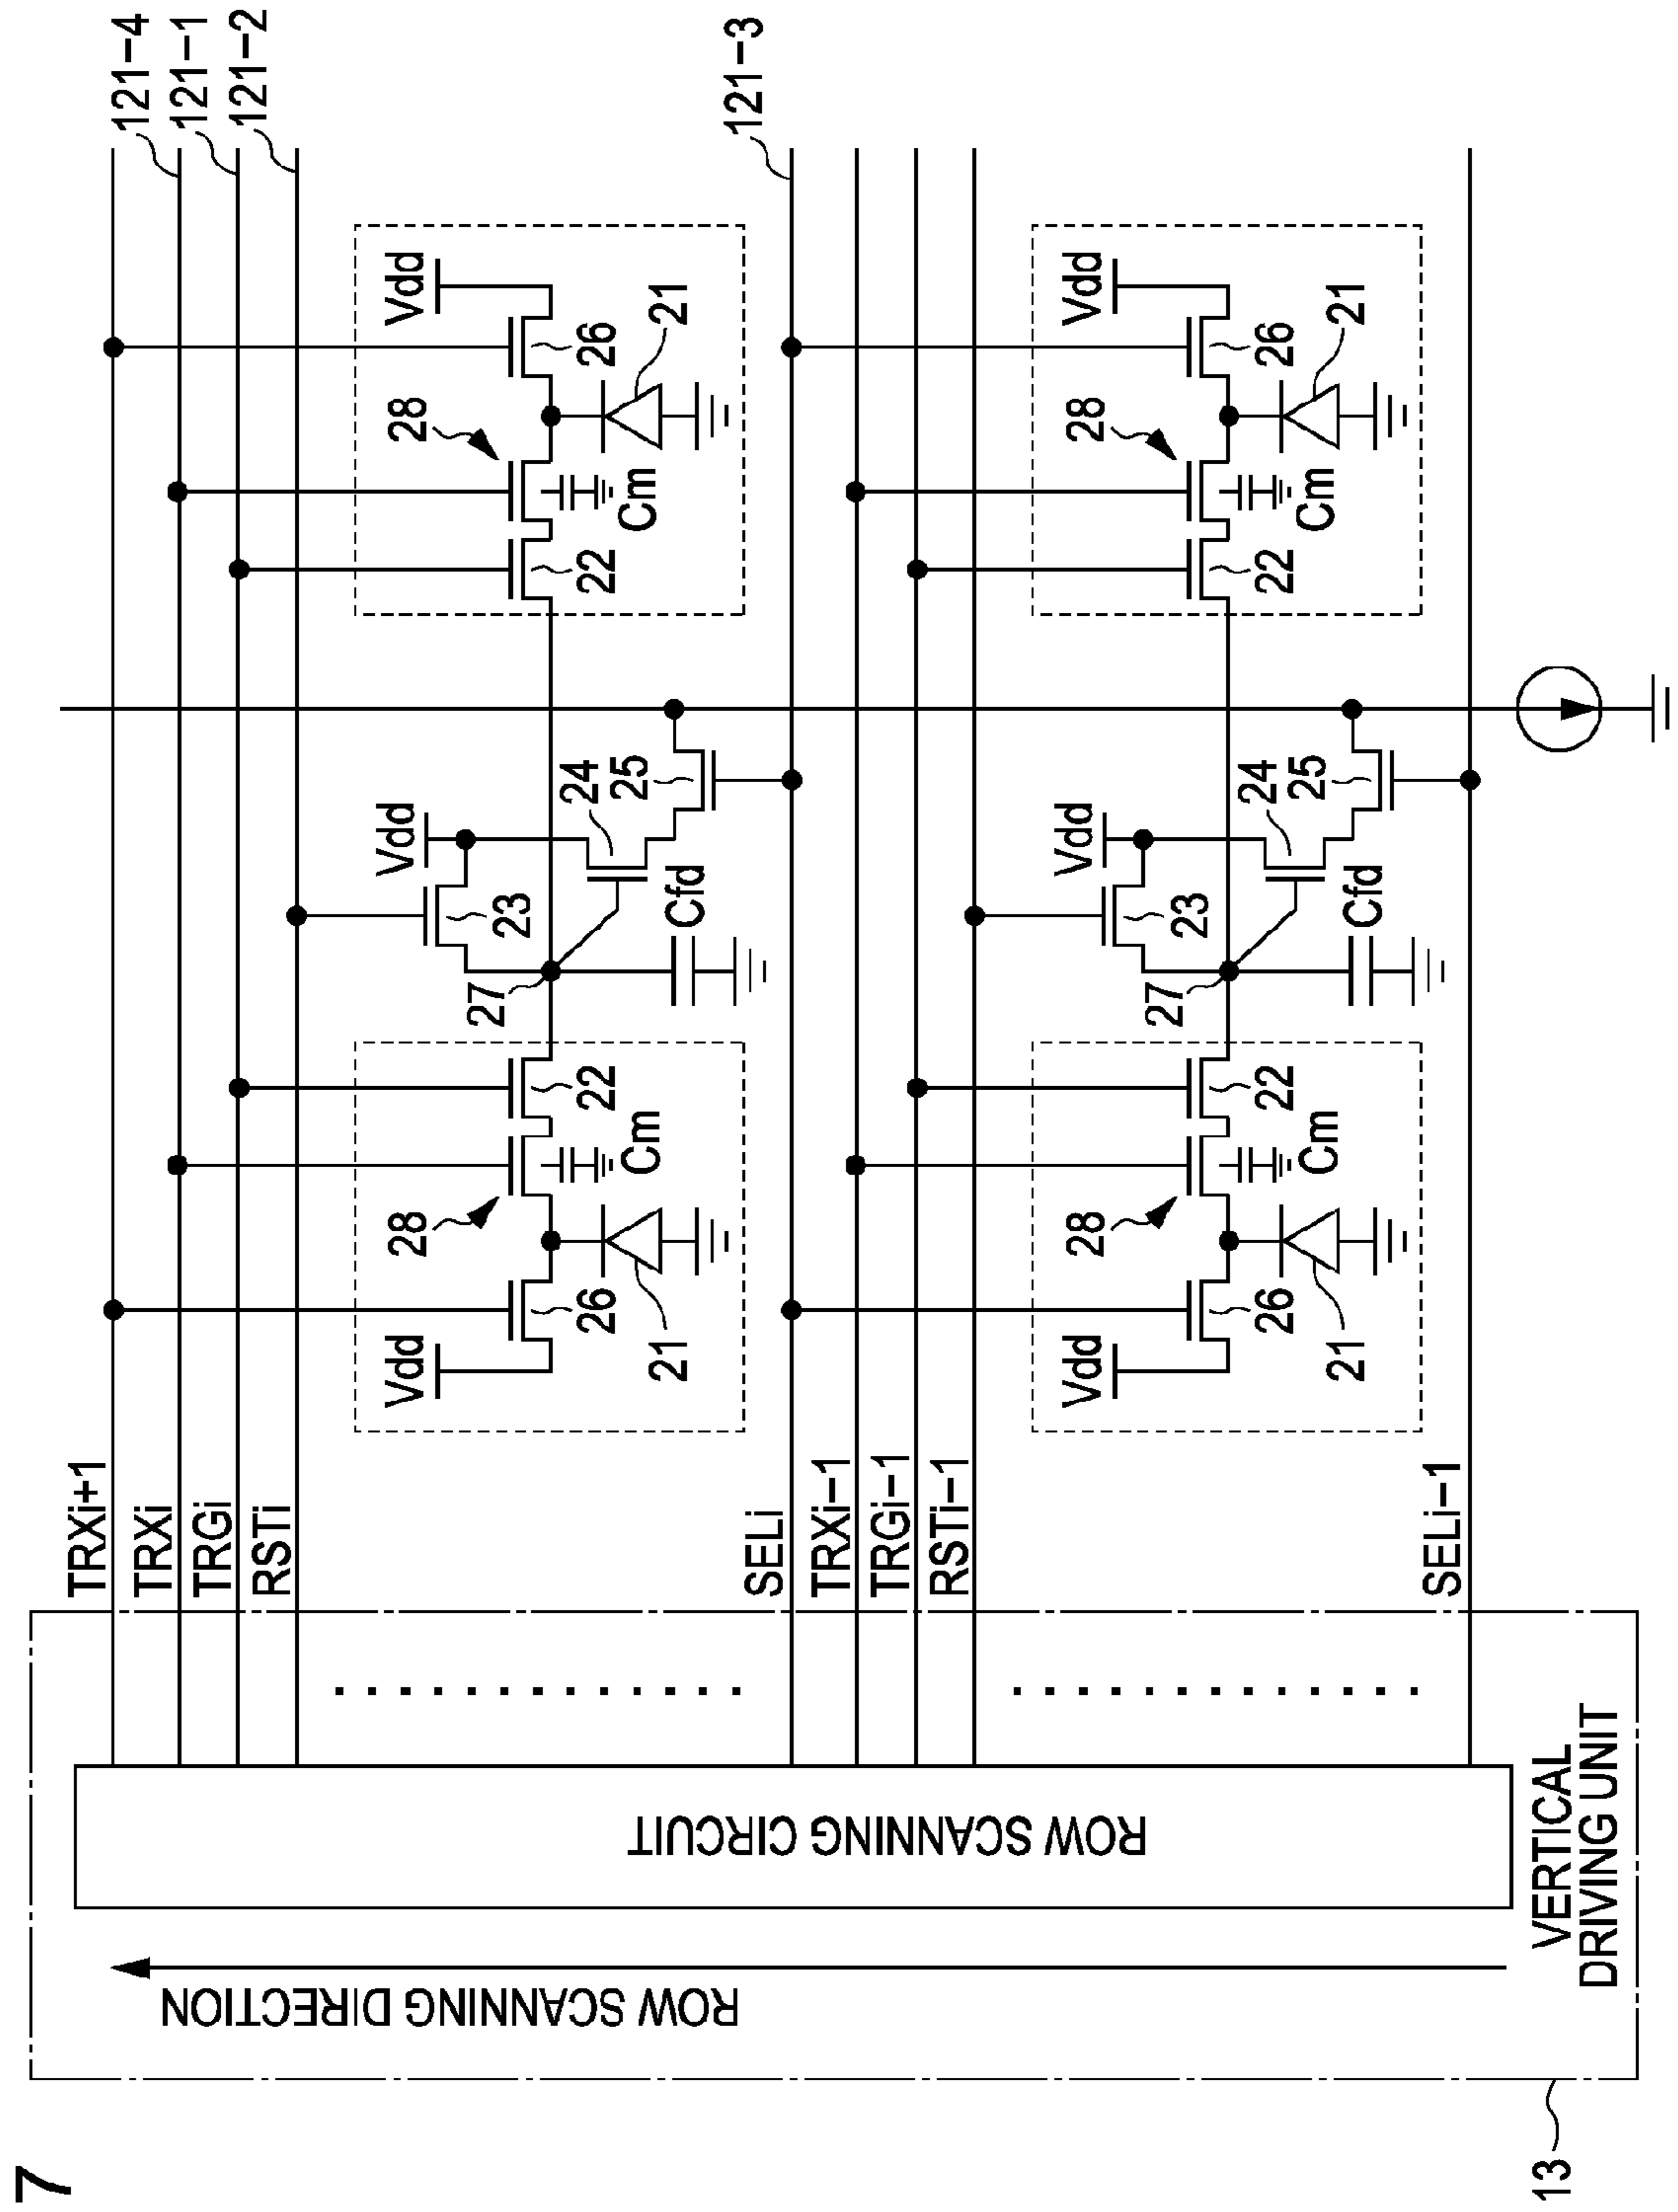 7
121-4
121-1
121-2
121-3
TRXi+1
TRXi
TRGi
RSTi
SELi
TRXi-1
TRGi-1
RSTi-1
SELi-1
Vdd
26
21
28
Cm
22
27
23
Vdd
24
25
Cfd
22
28
Cm
26
21
Vdd
Vdd
26
21
28
Cm
22
27
23
Vdd
24
25
Cfd
22
28
Cm
26
21
Vdd
ROW SCANNING CIRCUIT
ROW SCANNING DIRECTION
VERTICAL
DRIVING UNIT
13